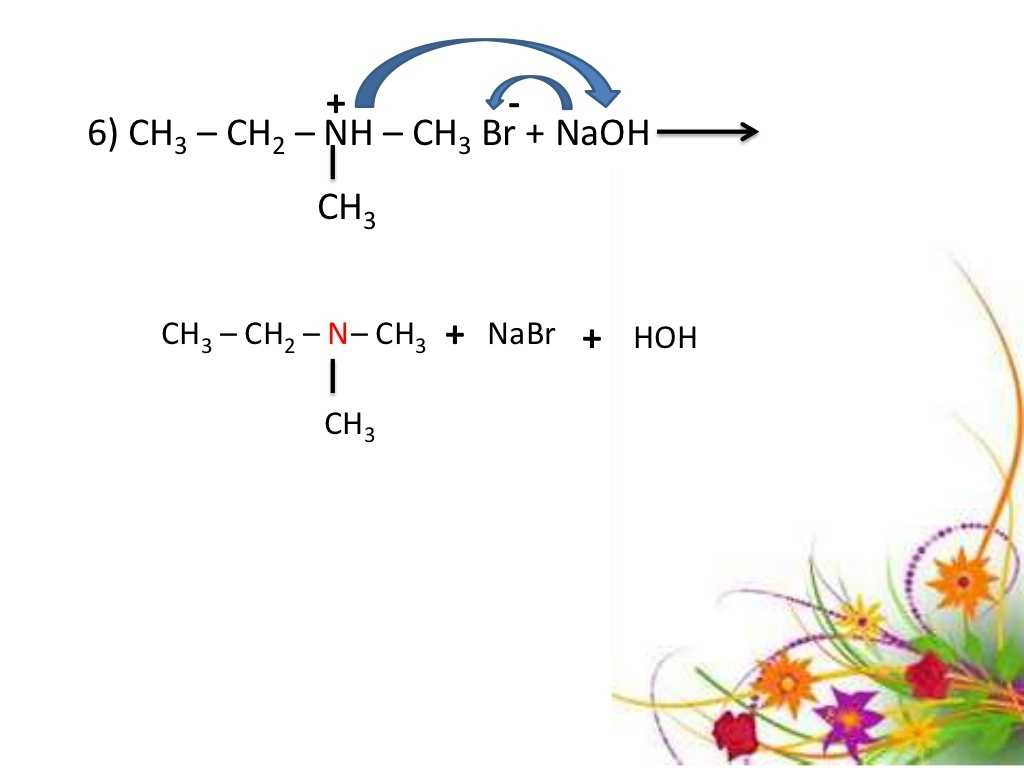 + -
6) CH₃ – CH₂ – NH – CH₃ Br + NaOH
CH₃
CH₃ – CH₂ – N– CH₃ + NaBr + HOH
CH₃